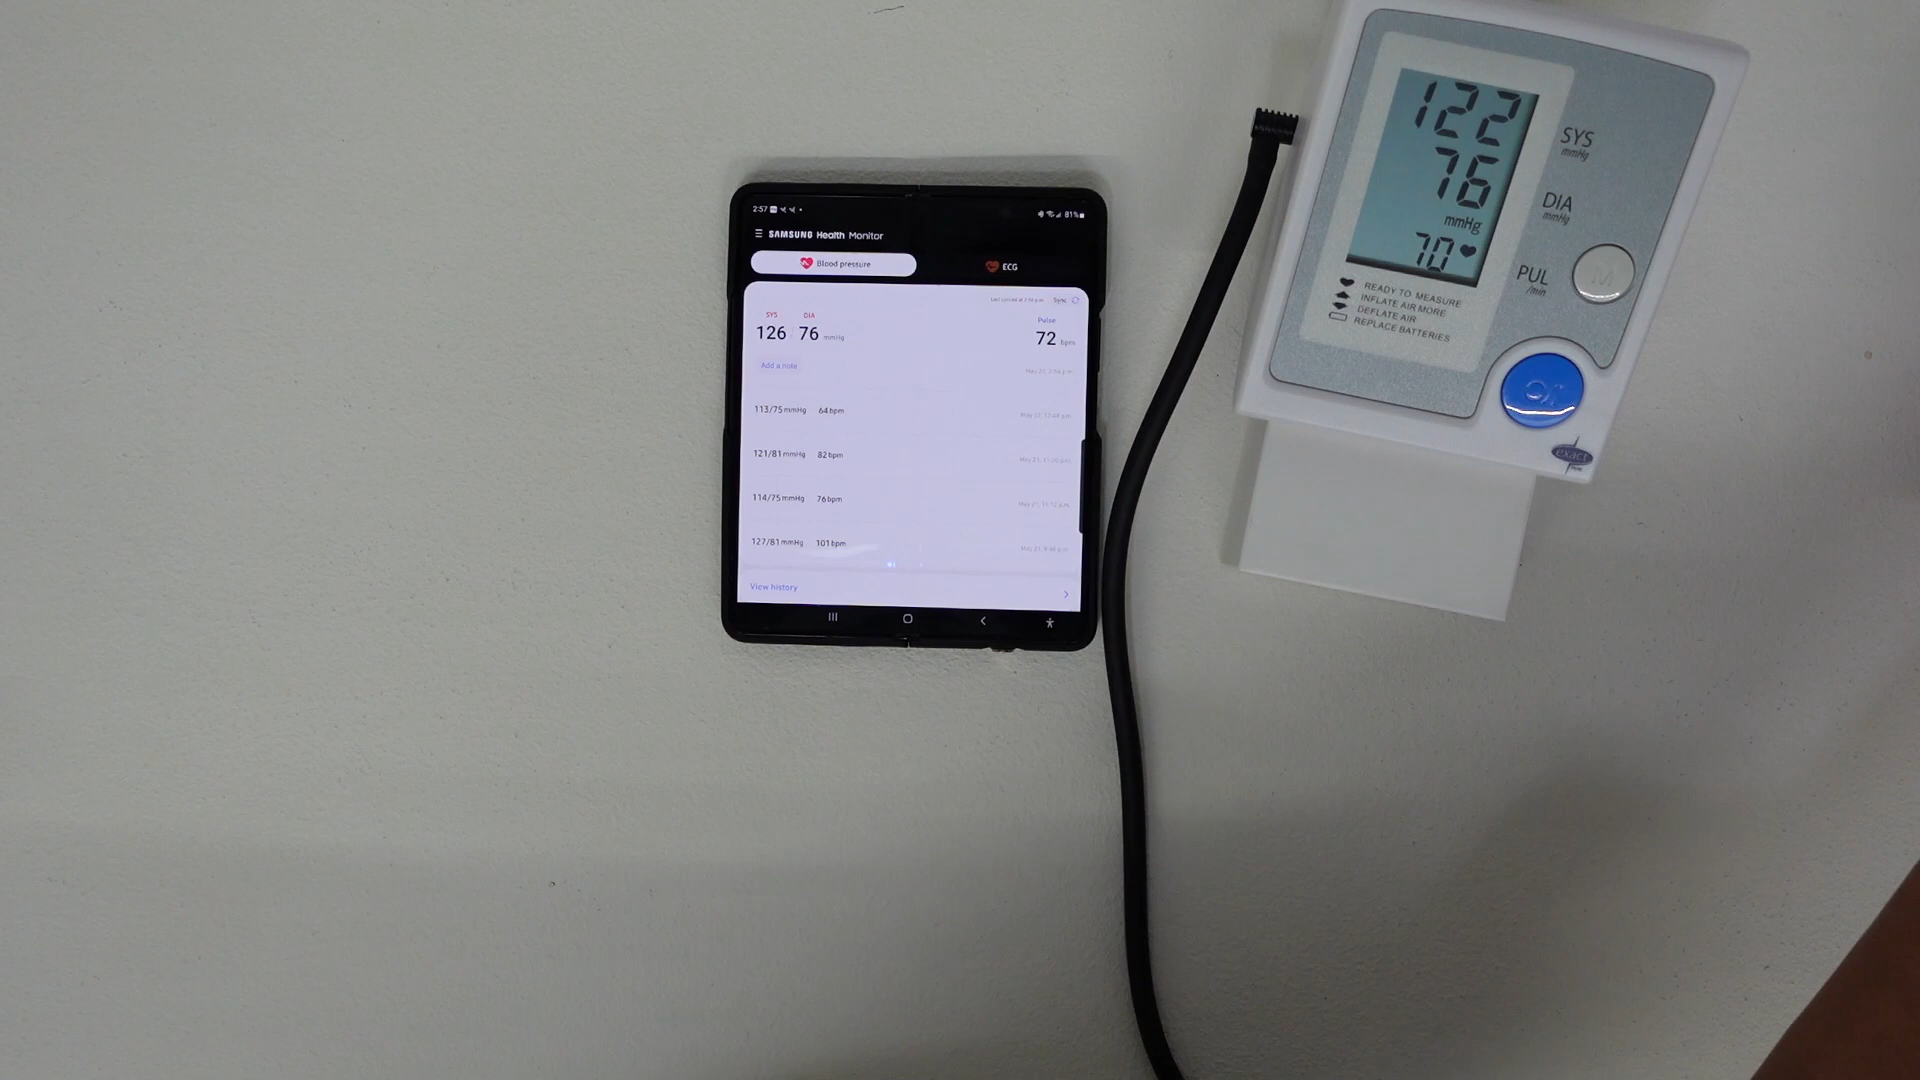 2:57
81%
SAMSUNG Health Monitor
Blood pressure
ECG
Sync
SYS DIA
126 76 mmHg
Pulse
72 bpm
Add a note
113/75 mmHg 64 bpm
121/81 mmHg 82 bpm
114/75 mmHg 76 bpm
127/81 mmHg 101 bpm
View history
122
SYS
mmHg
76
DIA
mmHg
mmHg
70
PUL
/min
M
READY TO MEASURE
INFLATE AIR MORE
DEFLATE AIR
REPLACE BATTERIES
exact